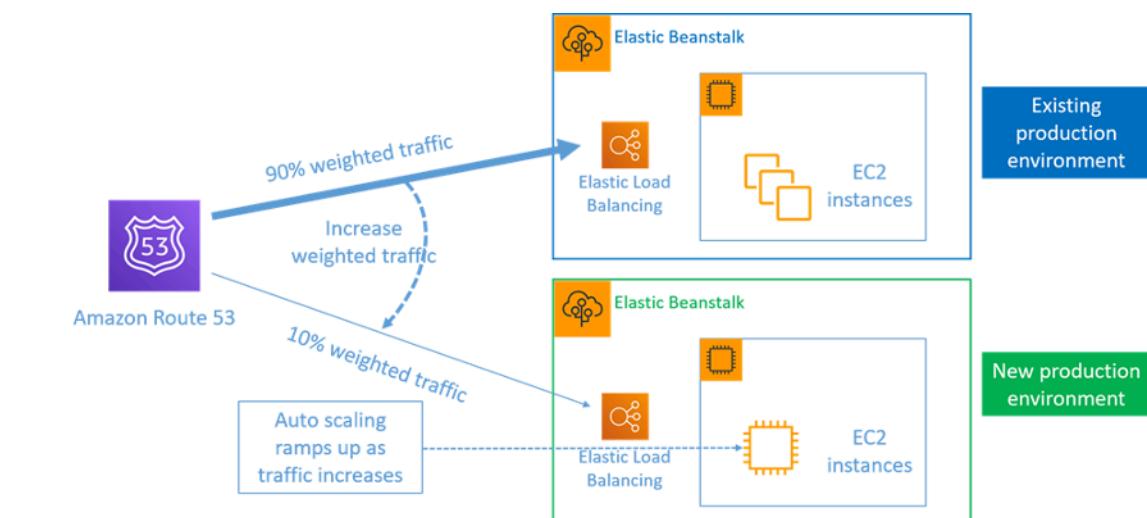 Elastic Beanstalk
Existing
production
environment
90% weighted traffic
Elastic Load
Balancing
EC2
instances
Increase
weighted traffic
53
Amazon Route 53
10% weighted traffic
Elastic Beanstalk
New production
environment
Auto scaling
ramps up as
traffic increases
Elastic Load
Balancing
EC2
instances